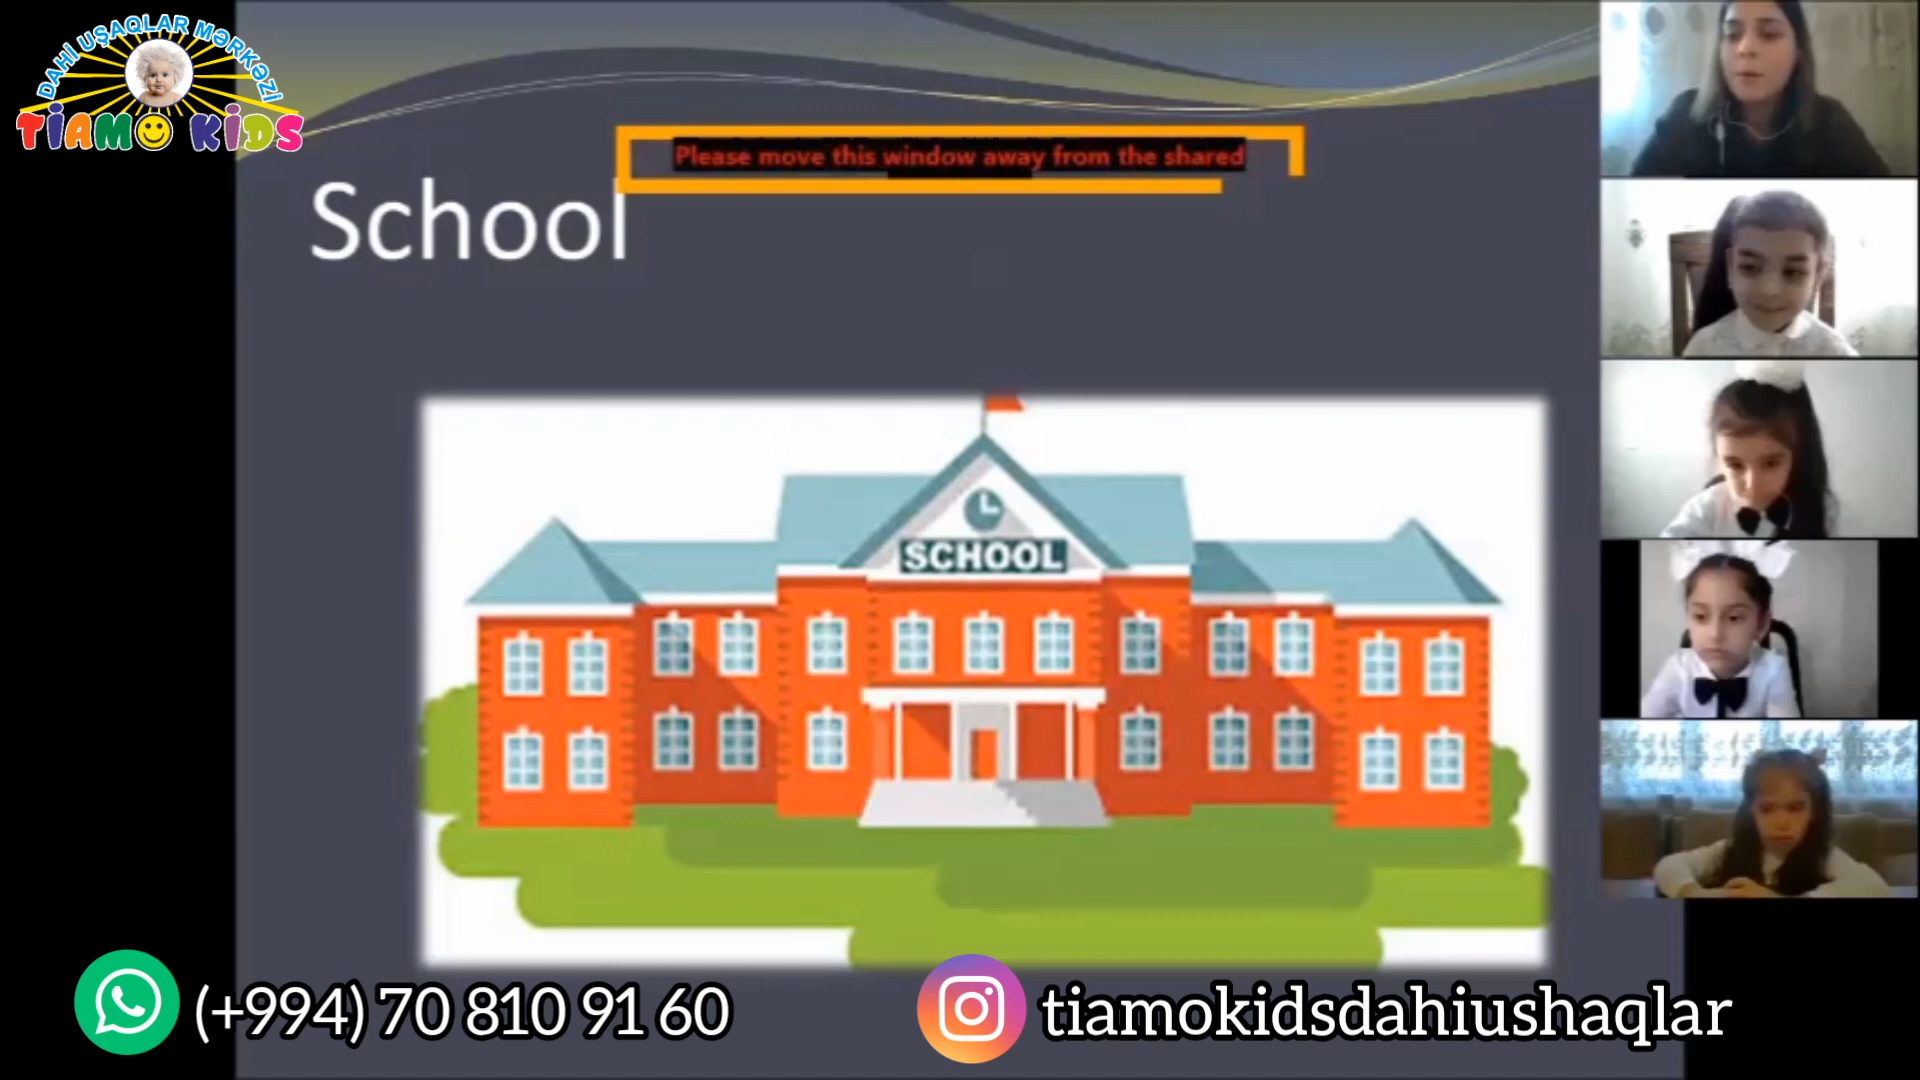 DAHİ UŞAQLAR MƏRKƏZİ
TİAMO KİDS
Please move this window away from the shared
School
SCHOOL
(+994) 70 810 91 60
tiamokidsdahiushaqlar